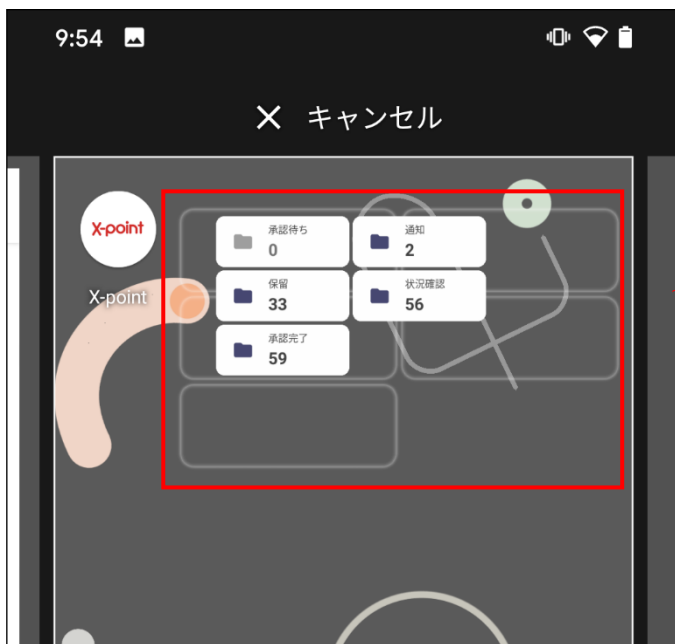 9:54
× キャンセル
X-point
X-point
承認待ち
0
通知
2
保留
33
状況確認
56
承認完了
59